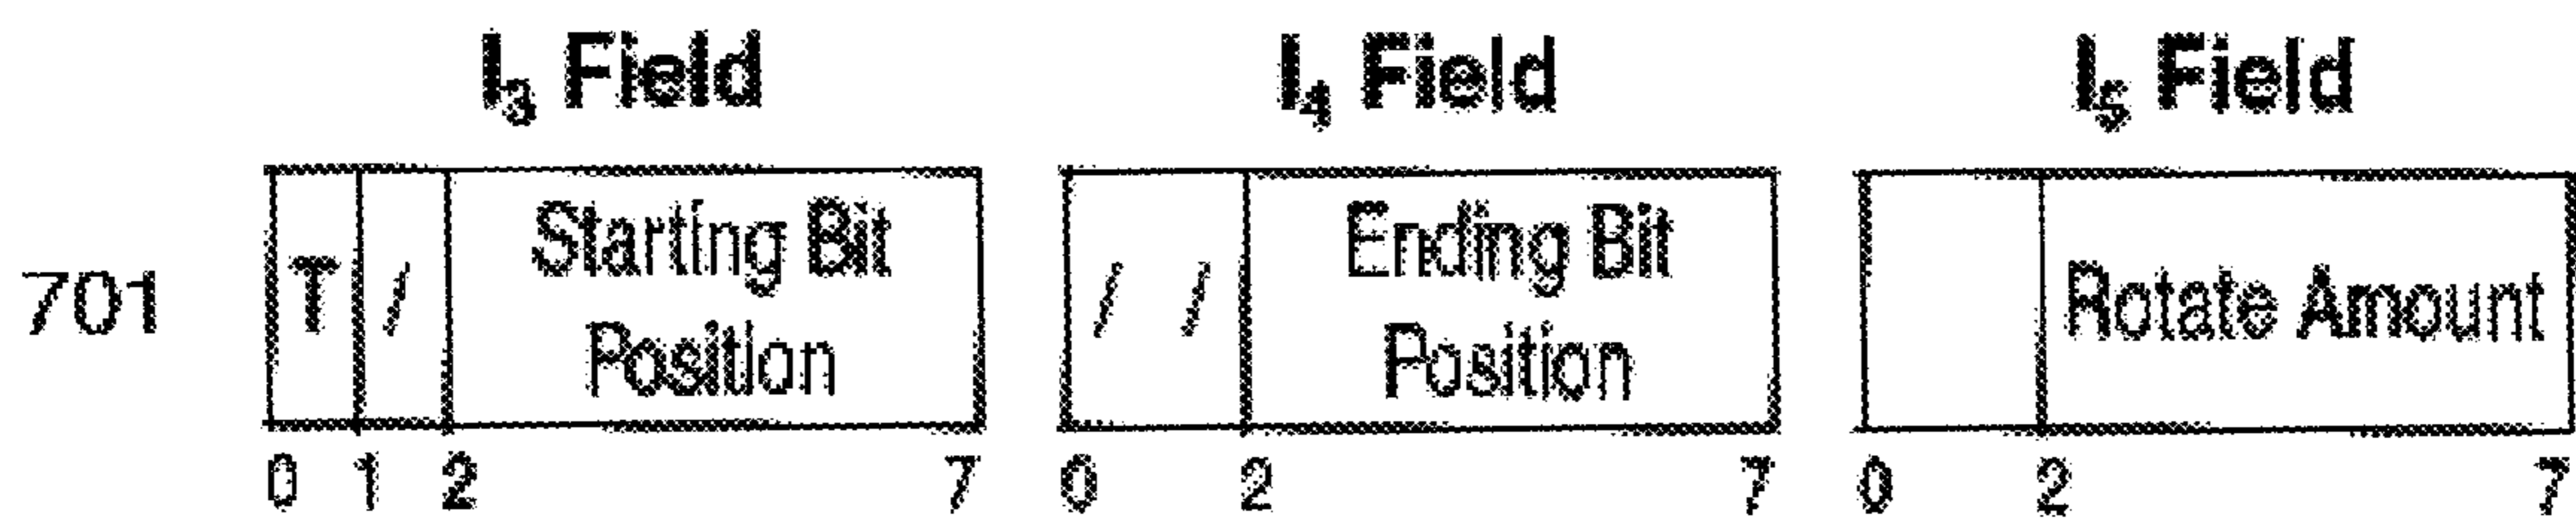 I3 Field I4 Field I5 Field
701 T / Starting Bit Position / / Ending Bit Position Rotate Amount
0 1 2 7 0 2 7 0 2 7